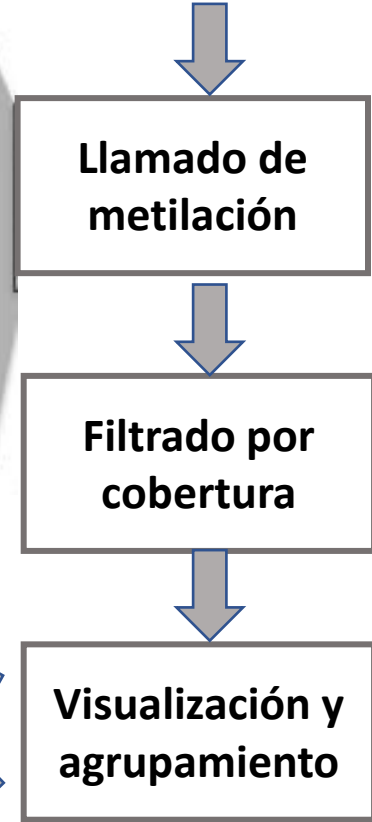 Llamado de
metilación
Filtrado por
cobertura
Visualización y
agrupamiento